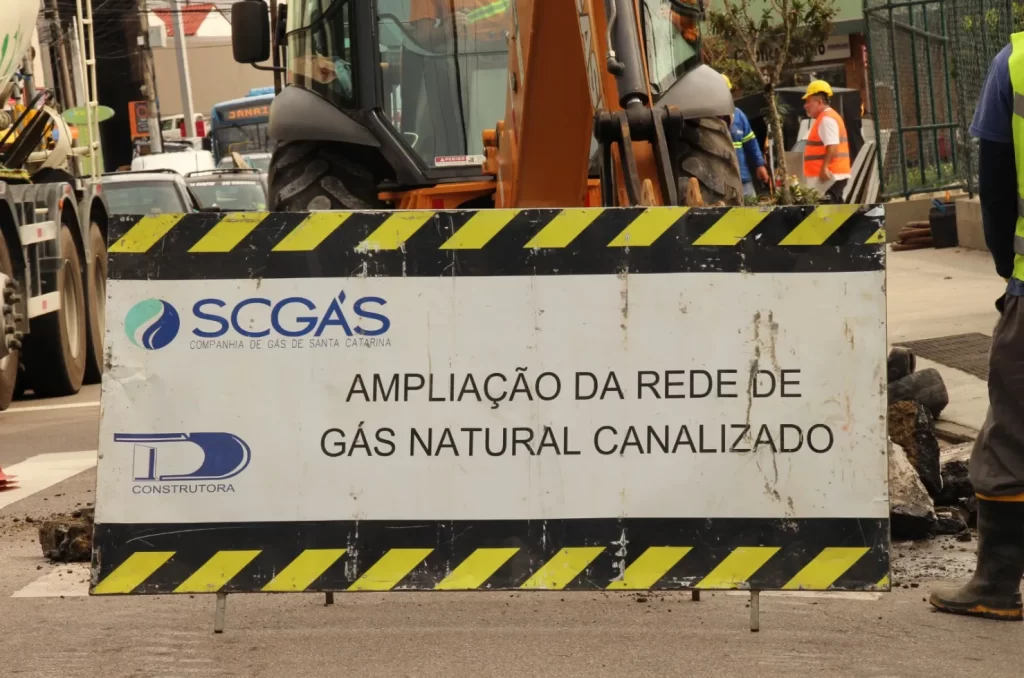 SCGÁS
COMPANHIA DE GÁS DE SANTA CATARINA
AMPLIAÇÃO DA REDE DE
GÁS NATURAL CANALIZADO
CONSTRUTORA